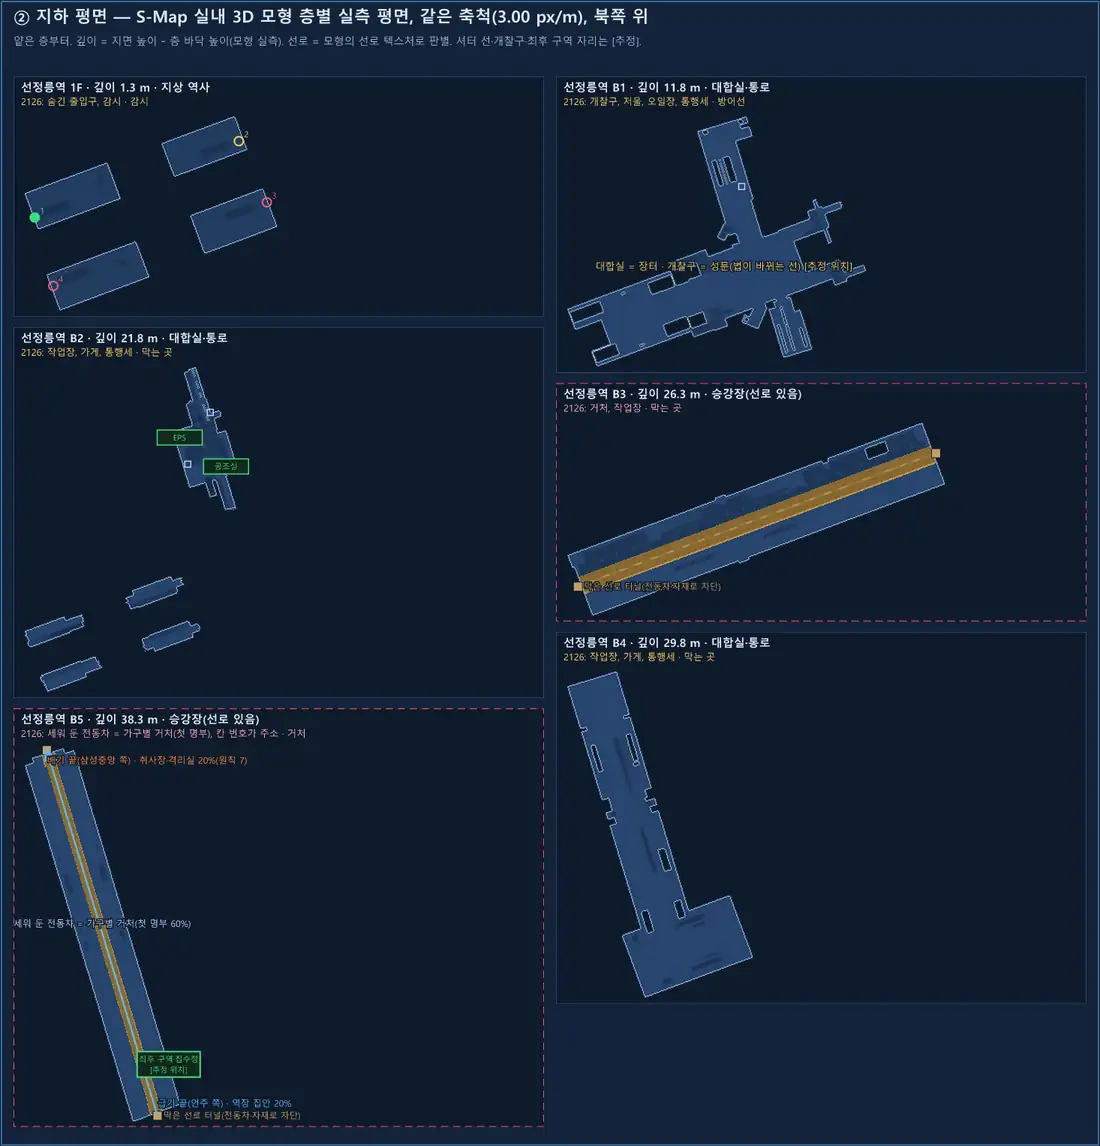 ② 지하 평면 — S-Map 실내 3D 모형 층별 실측 평면, 같은 축척(3.00 px/m), 북쪽 위
얕은 층부터. 깊이 = 지면 높이 – 층 바닥 높이(모형 실측). 선로 = 모형의 선로 텍스처로 판별. 셔터 선·개찰구·최후 구역 자리는 [추정].
선정릉역 1F · 깊이 1.3 m · 지상 역사
2126: 숨긴 출입구, 감시 · 감시
1
2
3
4
선정릉역 B1 · 깊이 11.8 m · 대합실·통로
2126: 개찰구, 저울, 오일장, 통행세 · 방어선
대합실 = 장터 · 개찰구 = 성문(법이 바뀌는 선) [추정 위치]
선정릉역 B2 · 깊이 21.8 m · 대합실·통로
2126: 작업장, 가게, 통행세 · 막는 곳
EPS
공조실
선정릉역 B3 · 깊이 26.3 m · 승강장(선로 있음)
2126: 거처, 작업장 · 막는 곳
막은 선로 터널(전동차·자재로 차단)
선정릉역 B4 · 깊이 29.8 m · 대합실·통로
2126: 작업장, 가게, 통행세 · 막는 곳
선정릉역 B5 · 깊이 38.3 m · 승강장(선로 있음)
2126: 세워 둔 전동차 = 가구별 거처(첫 명부), 칸 번호가 주소 · 거처
배기 끝(삼성중앙 쪽) · 취사장·격리실 20%(원칙 7)
세워 둔 전동차 = 가구별 거처(첫 명부 60%)
최후 구역·집수정
[추정 위치]
급기 끝(언주 쪽) · 역장 집안 20%
막은 선로 터널(전동차·자재로 차단)